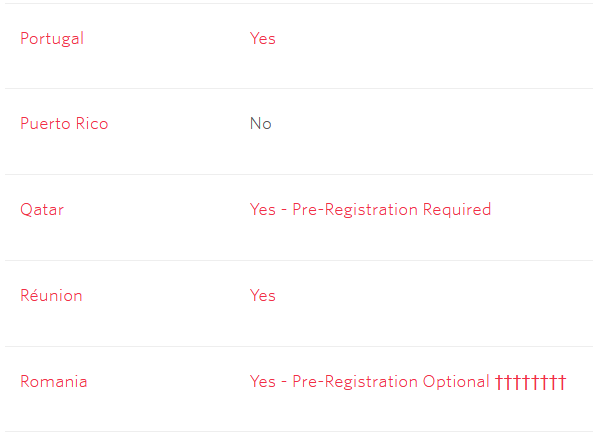 Portugal Yes
Puerto Rico No
Qatar Yes - Pre-Registration Required
Réunion Yes
Romania Yes - Pre-Registration Optional ††††††††